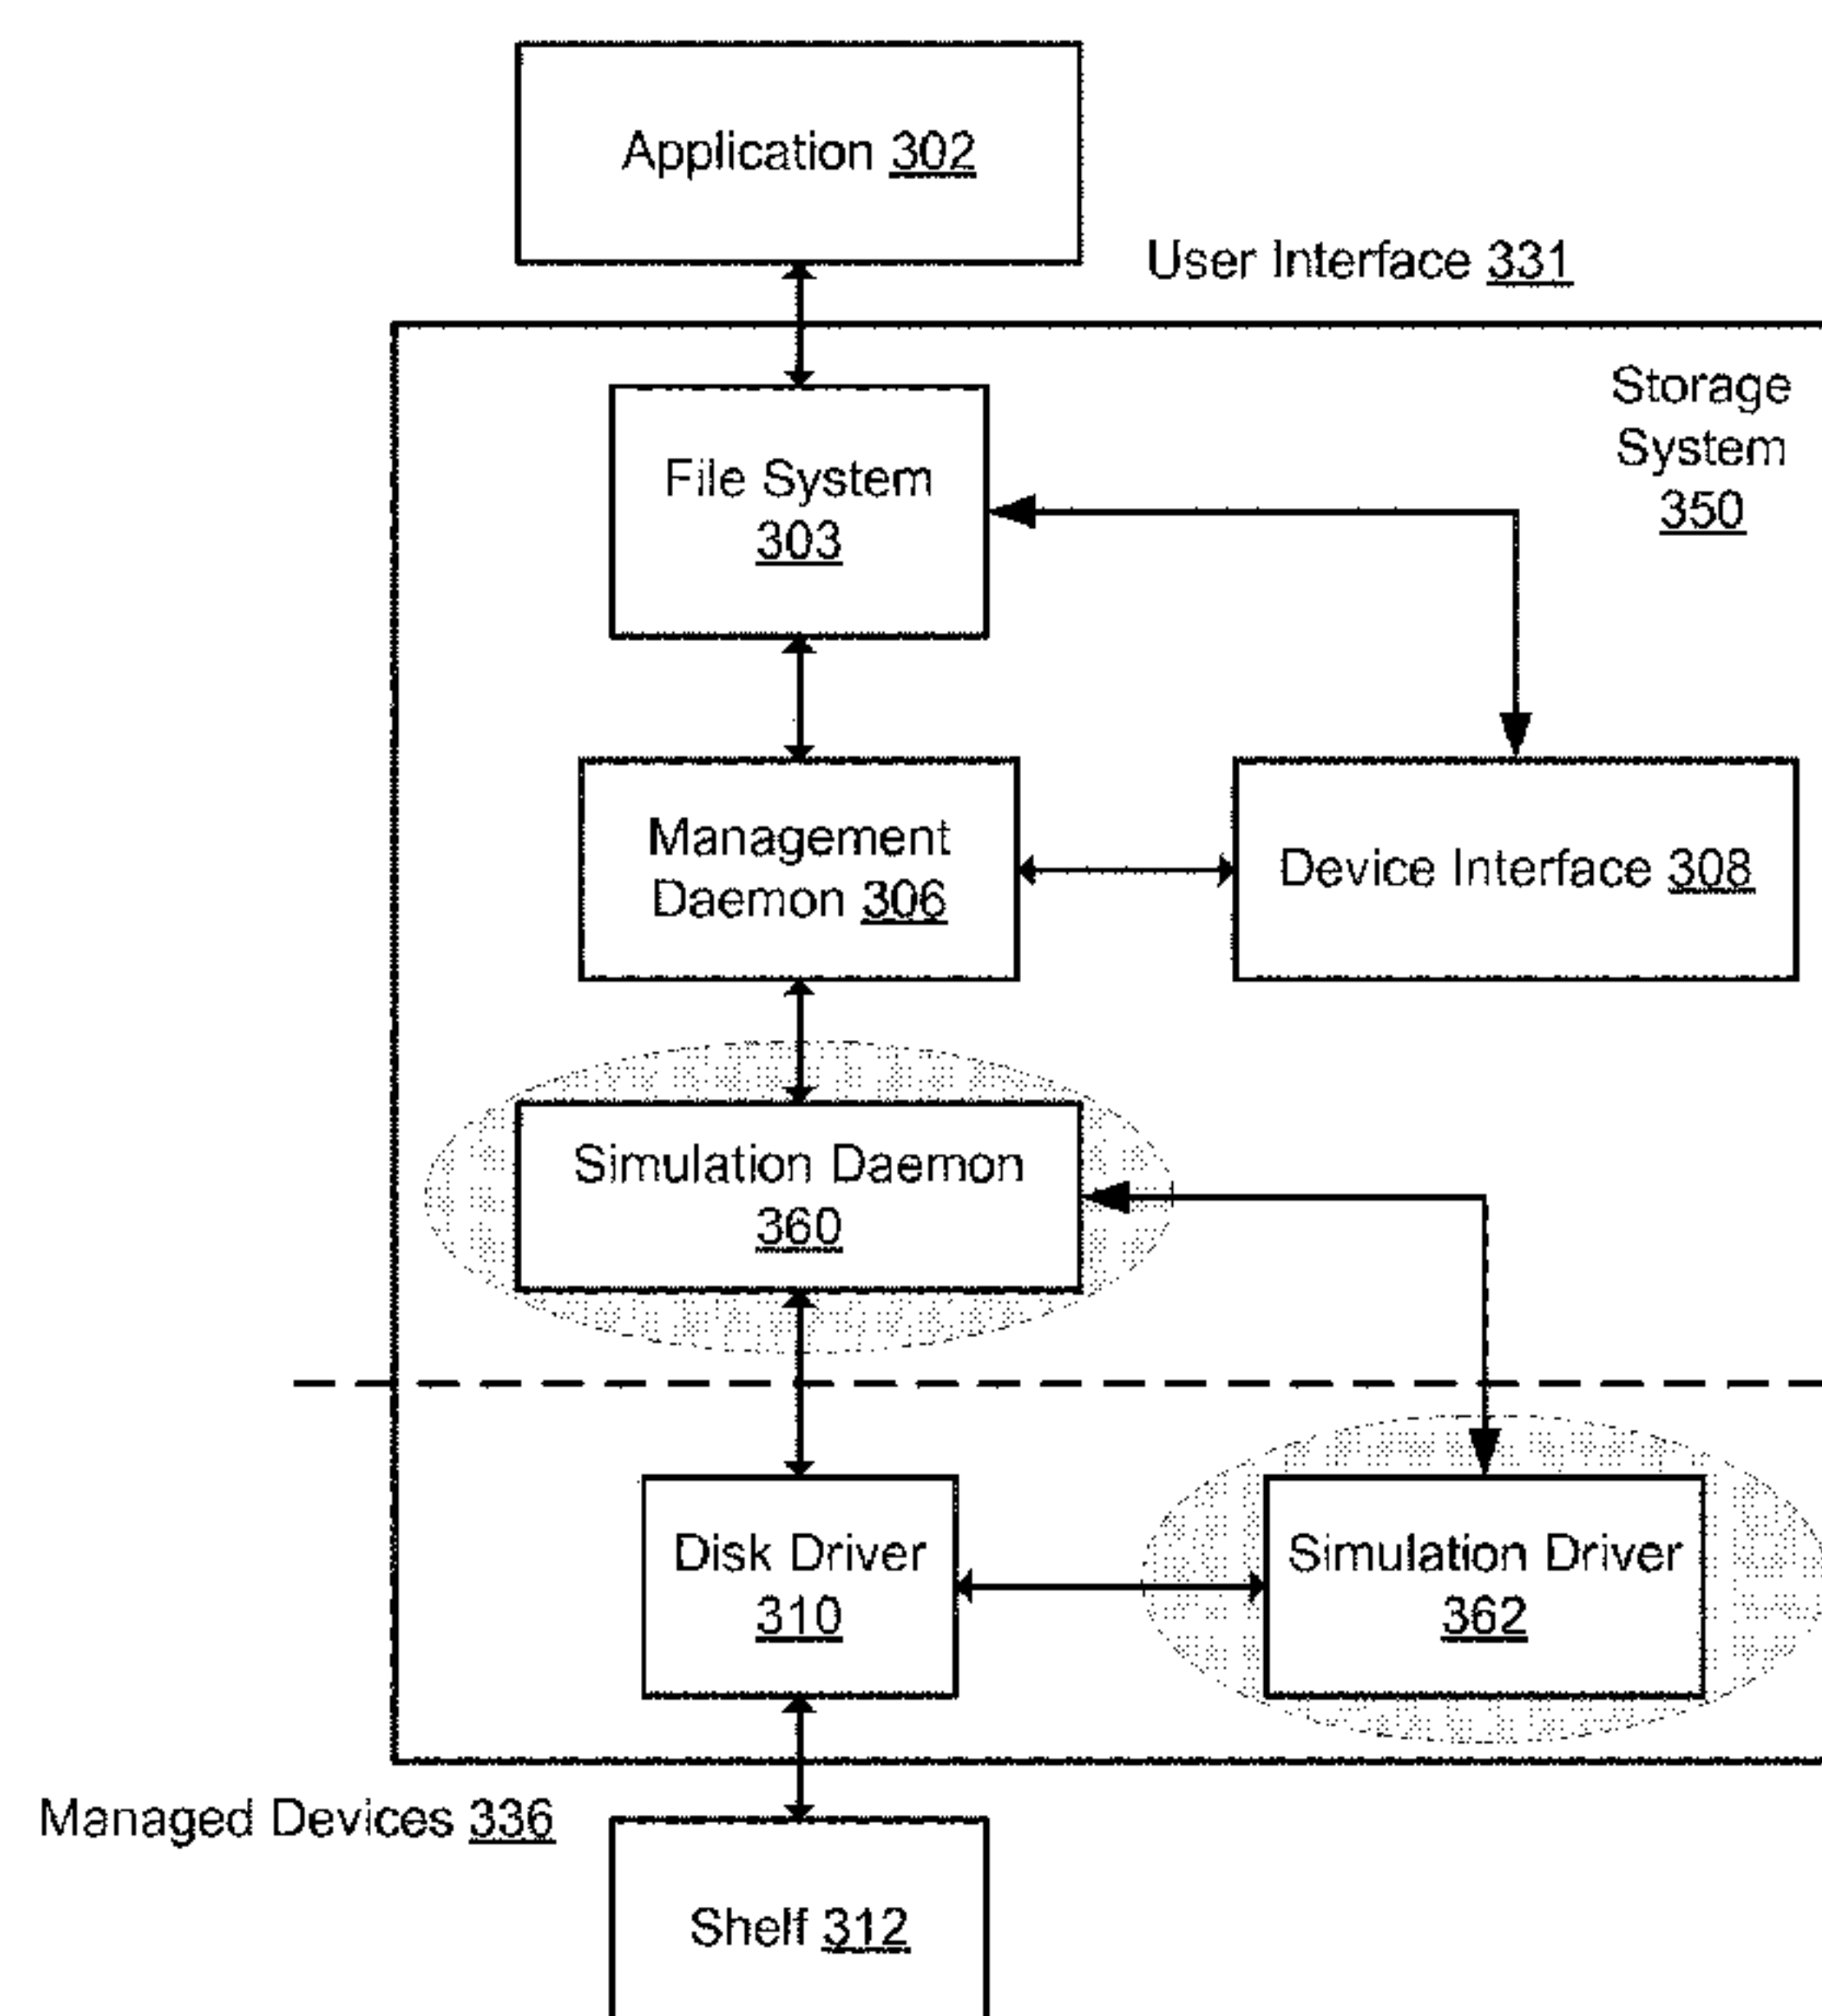 Application 302
User Interface 331
Storage
System
350
File System
303
Management
Daemon 306
Device Interface 308
Simulation Daemon
360
Disk Driver
310
Simulation Driver
362
Managed Devices 336
Shelf 312